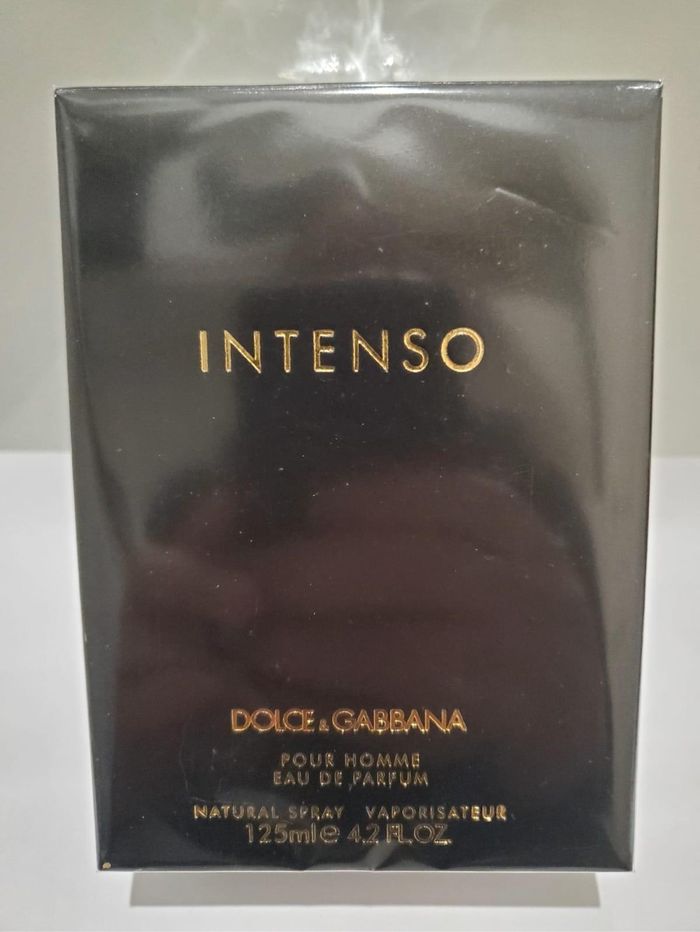 INTENSO
DOLCE & GABBANA
POUR HOMME
EAU DE PARFUM
NATURAL SPRAY VAPORISATEUR
125ml e 4.2 FL.OZ.